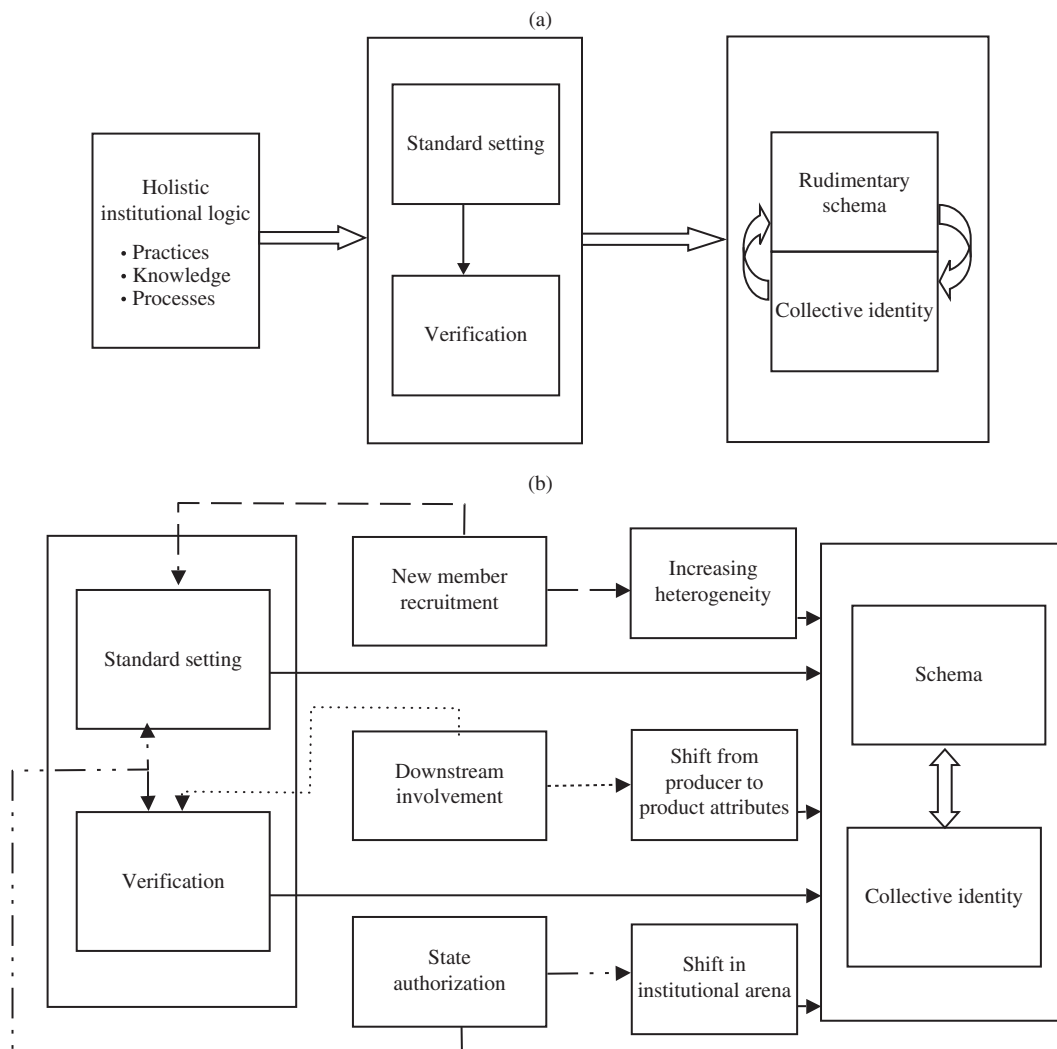 (a)
Holistic
institutional logic
• Practices
• Knowledge
• Processes
Standard setting
Verification
Rudimentary
schema
Collective identity
(b)
Standard setting
Verification
New member
recruitment
Increasing
heterogeneity
Downstream
involvement
Shift from
producer to
product attributes
State
authorization
Shift in
institutional arena
Schema
Collective identity